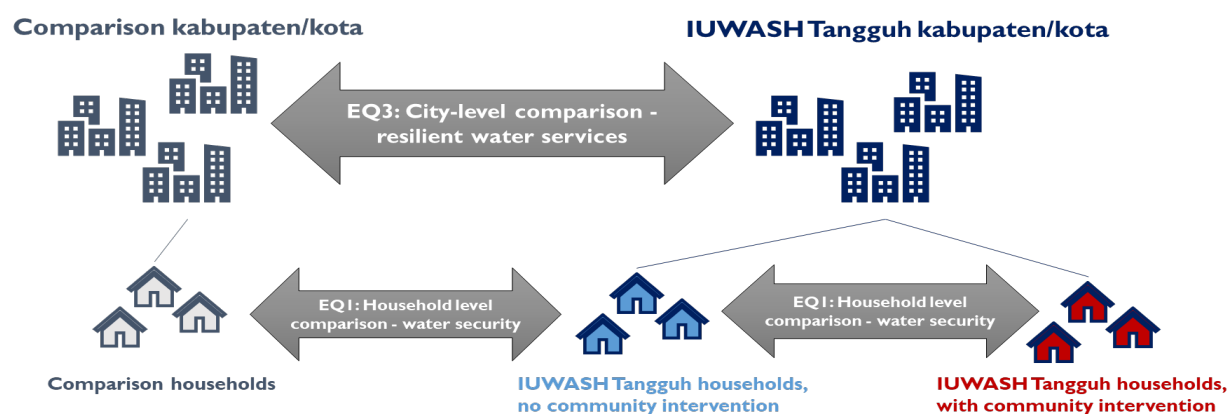 Comparison kabupaten/kota
IUWASH Tangguh kabupaten/kota
EQ3: City-level comparison -
resilient water services
EQ1: Household level
comparison - water security
EQ1: Household level
comparison - water security
Comparison households
IUWASH Tangguh households,
no community intervention
IUWASH Tangguh households,
with community intervention